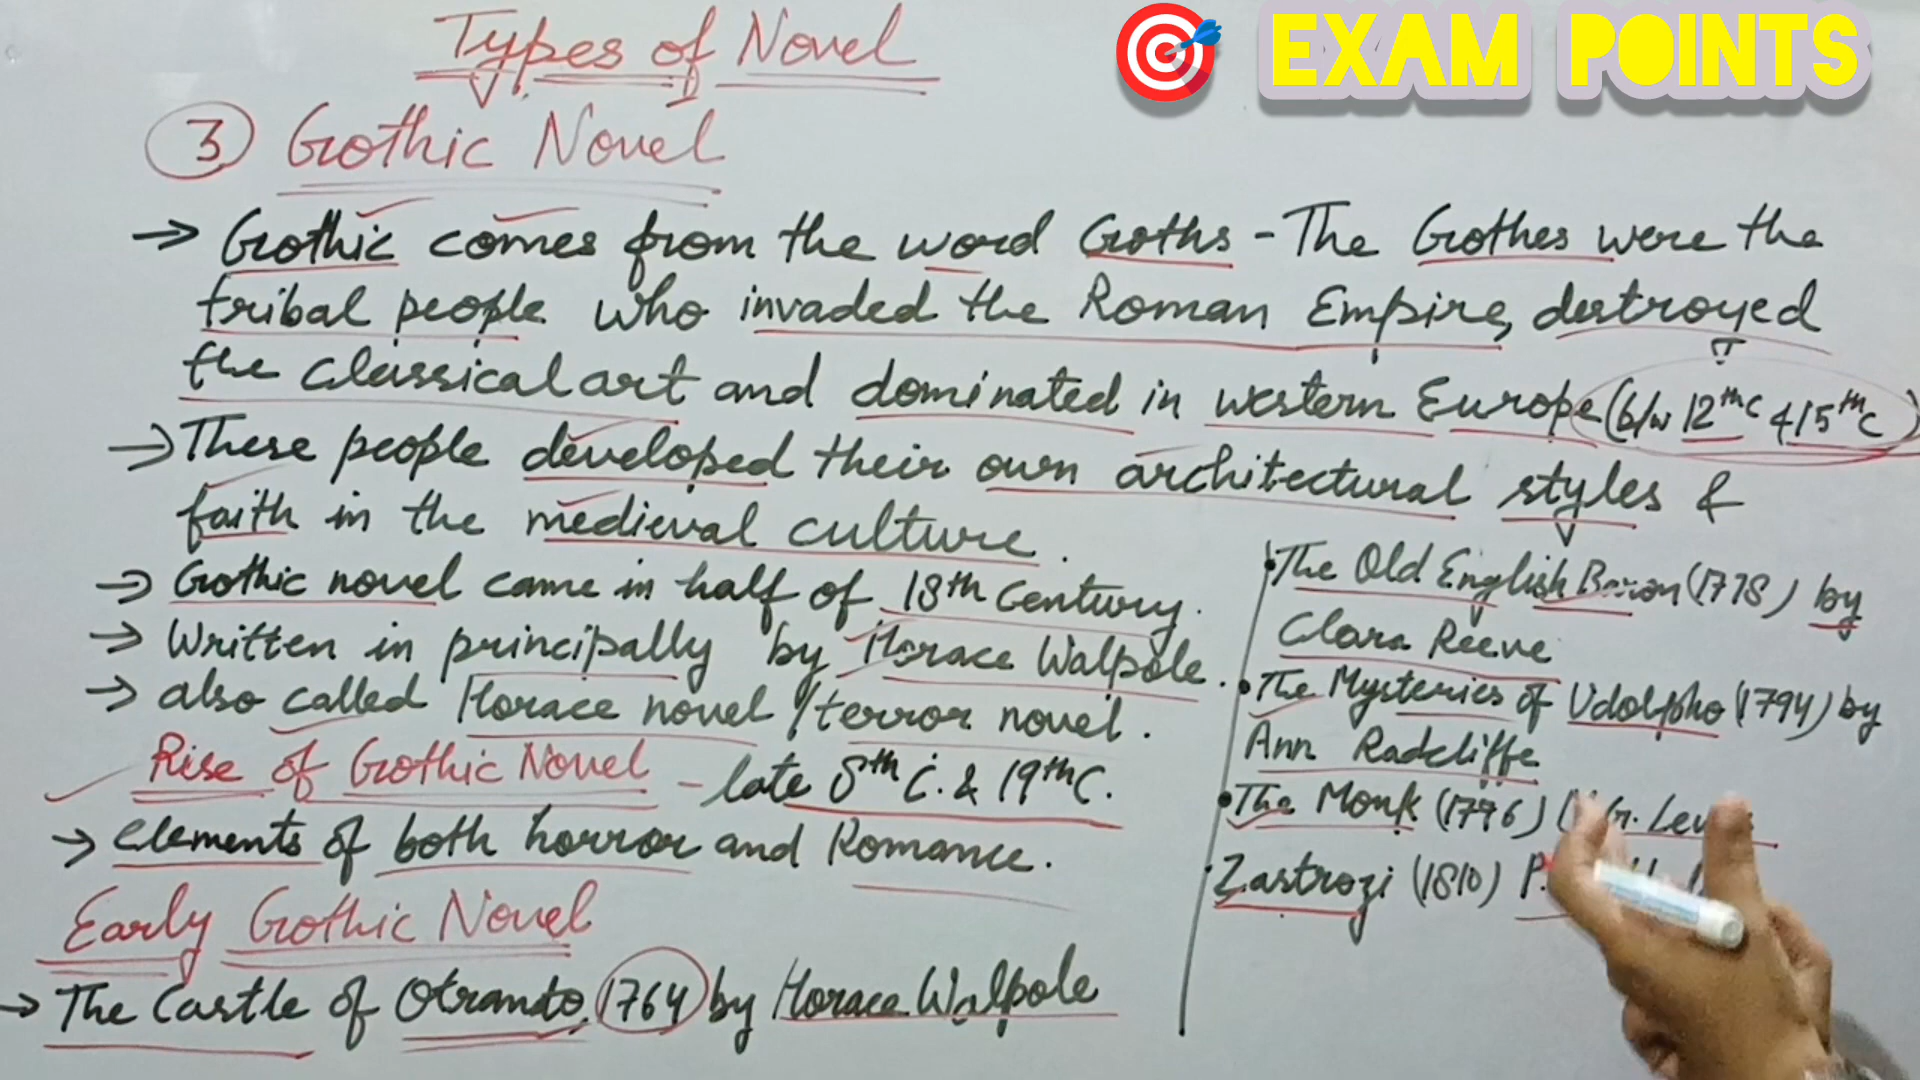 Types of Novel
🎯 EXAM POINTS
3 Gothic Novel
→ Gothic comes from the word Goths - The Gothes were the
tribal people who invaded the Roman Empire, destroyed
the classical art and dominated in western Europe (b/w 12th C & 15th C)
→ These people developed their own architectural styles &
faith in the medieval culture.
→ Gothic novel came in half of 18th Century.
→ Written in principally by Horace Walpole.
→ also called Horace novel / terror novel.
Rise of Gothic Novel - late 8th C. & 19th C.
→ Elements of both horror and Romance.
Early Gothic Novel
→ The Castle of Otranto, 1764 by Horace Walpole
• The Old English Baron (1778) by
Clara Reeve
• The Mysteries of Udolpho (1794) by
Ann Radcliffe
• The Monk (1796) G.
• Zastrozi (1810) P.